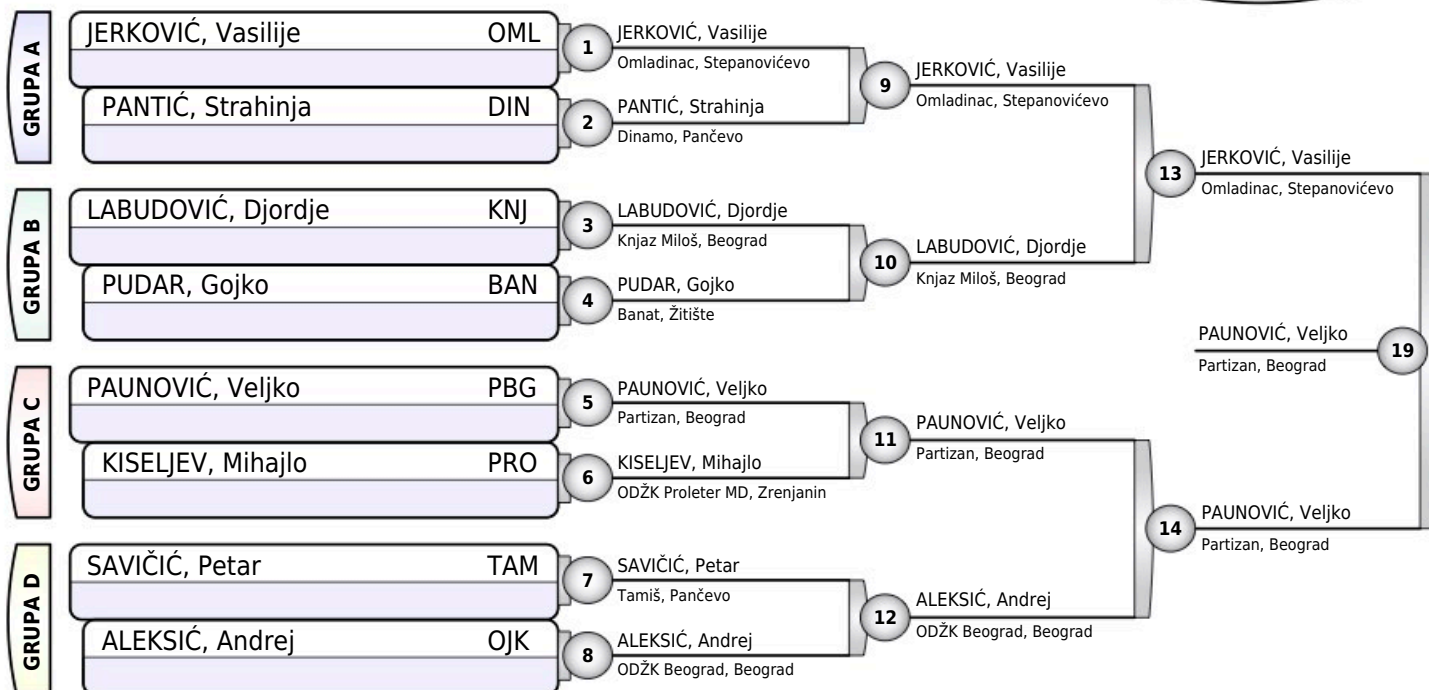 GRUPA A
JERKOVIĆ, Vasilije OML
PANTIĆ, Strahinja DIN
GRUPA B
LABUDOVIĆ, Djordje KNJ
PUDAR, Gojko BAN
GRUPA C
PAUNOVIĆ, Veljko PBG
KISELJEV, Mihajlo PRO
GRUPA D
SAVIČIĆ, Petar TAM
ALEKSIĆ, Andrej OJK
1
JERKOVIĆ, Vasilije
Omladinac, Stepanovićevo
2
PANTIĆ, Strahinja
Dinamo, Pančevo
3
LABUDOVIĆ, Djordje
Knjaz Miloš, Beograd
4
PUDAR, Gojko
Banat, Žitište
5
PAUNOVIĆ, Veljko
Partizan, Beograd
6
KISELJEV, Mihajlo
ODŽK Proleter MD, Zrenjanin
7
SAVIČIĆ, Petar
Tamiš, Pančevo
8
ALEKSIĆ, Andrej
ODŽK Beograd, Beograd
9
JERKOVIĆ, Vasilije
Omladinac, Stepanovićevo
10
LABUDOVIĆ, Djordje
Knjaz Miloš, Beograd
11
PAUNOVIĆ, Veljko
Partizan, Beograd
12
ALEKSIĆ, Andrej
ODŽK Beograd, Beograd
13
JERKOVIĆ, Vasilije
Omladinac, Stepanovićevo
14
PAUNOVIĆ, Veljko
Partizan, Beograd
PAUNOVIĆ, Veljko
Partizan, Beograd
19